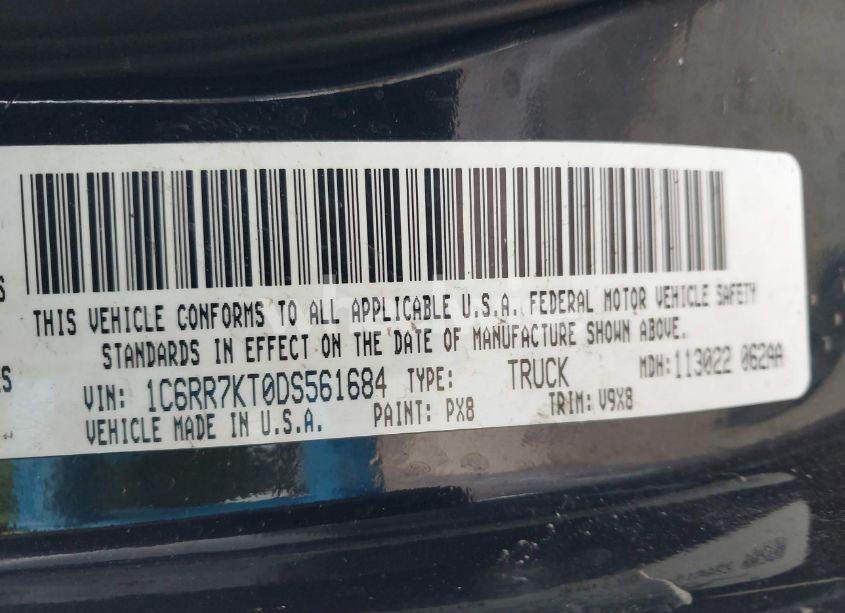 THIS VEHICLE CONFORMS TO ALL APPLICABLE U.S.A. FEDERAL MOTOR VEHICLE SAFETY
STANDARDS IN EFFECT ON THE DATE OF MANUFACTURE SHOWN ABOVE.
VIN: 1C6RR7KT0DS561684 TYPE: TRUCK MDH: 113022 0629AA
VEHICLE MADE IN U.S.A. PAINT: PX8 TRIM: V9X8